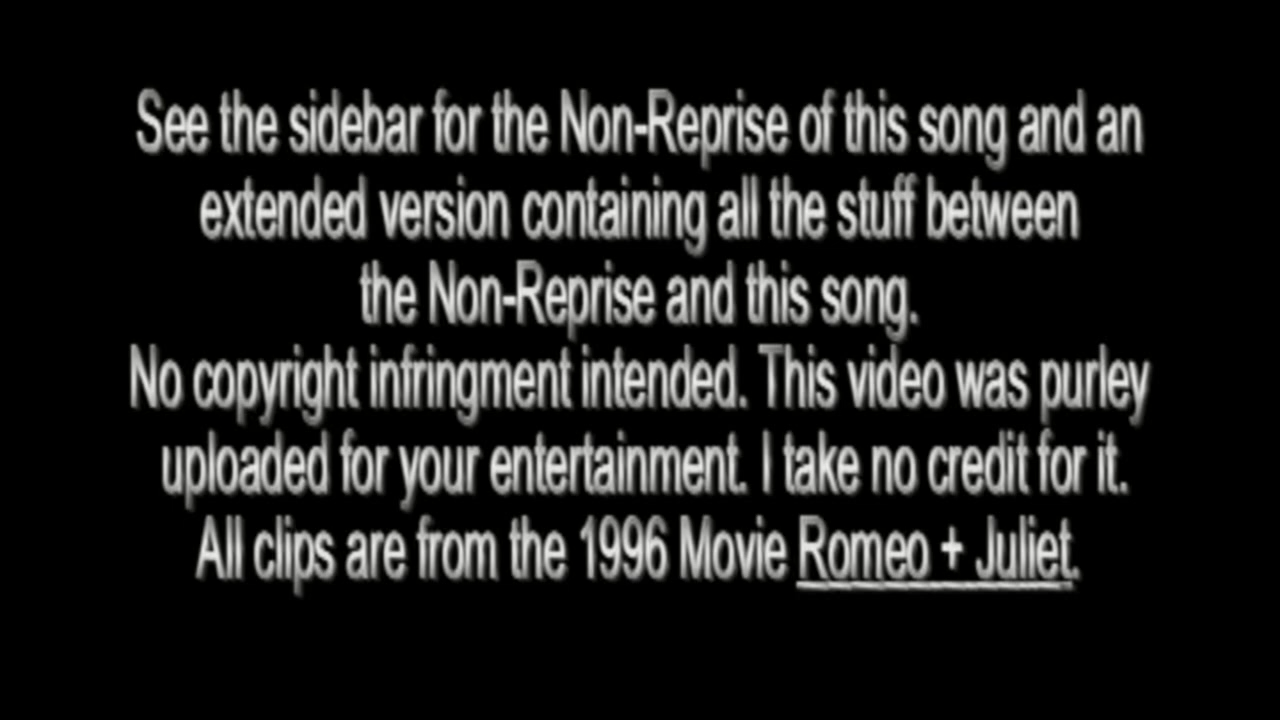 See the sidebar for the Non-Reprise of this song and an
extended version containing all the stuff between
the Non-Reprise and this song.
No copyright infringment intended. This video was purley
uploaded for your entertainment. I take no credit for it.
All clips are from the 1996 Movie Romeo + Juliet.